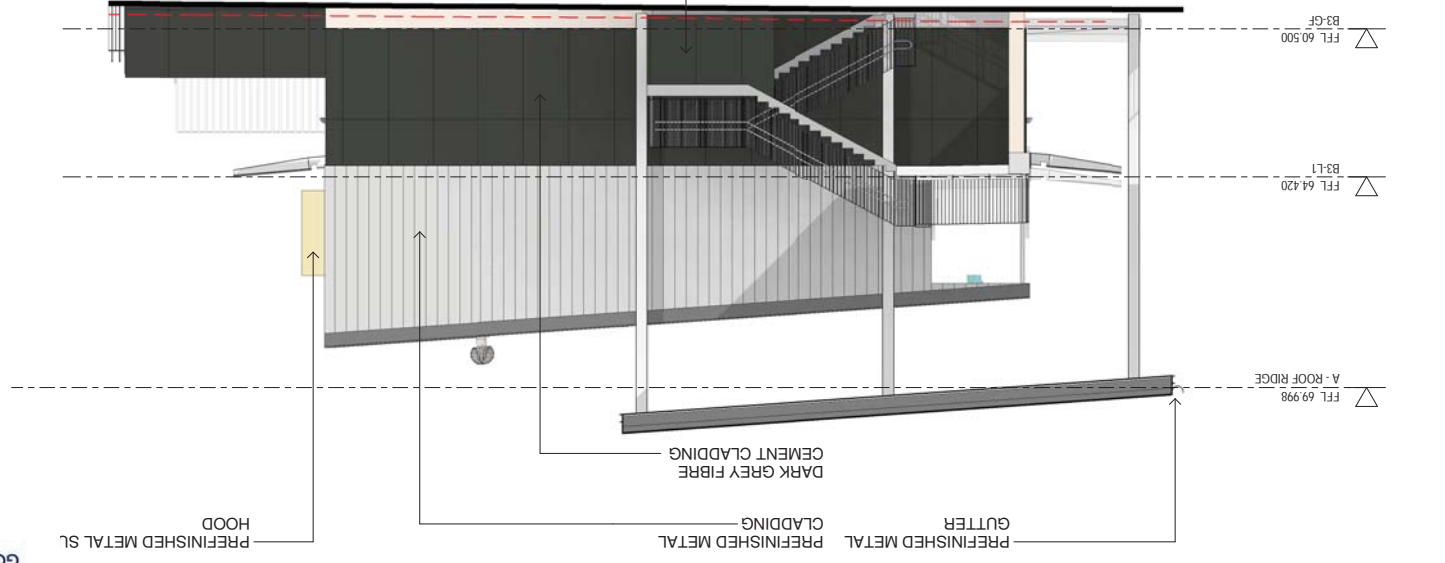 PREFINISHED METAL
GUTTER
PREFINISHED METAL
CLADDING
PREFINISHED METAL
HOOD
DARK GREY FIBRE
CEMENT CLADDING
FFL 69.998
A - ROOF RIDGE
FFL 64.420
B3-L1
FFL 60.500
B3-GF